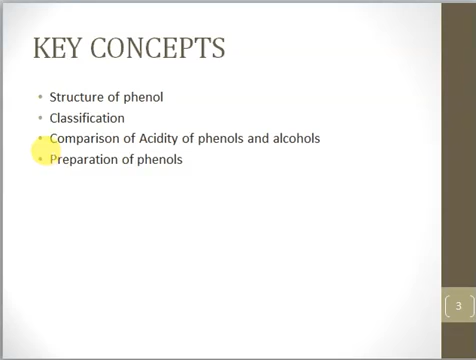 KEY CONCEPTS
• Structure of phenol
• Classification
• Comparison of Acidity of phenols and alcohols
• Preparation of phenols
3